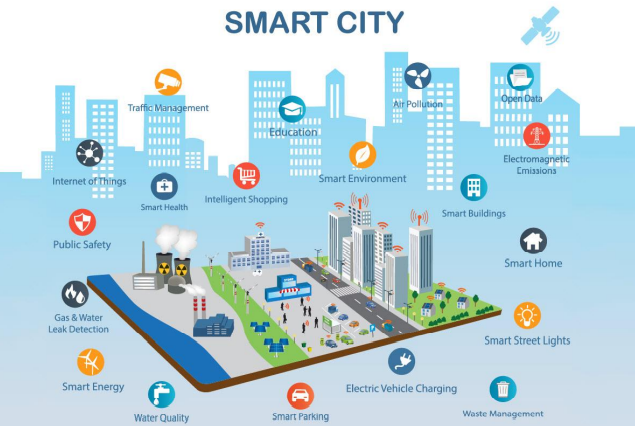 SMART CITY
Traffic Management
Air Pollution
Open Data
Education
Electromagnetic
Emissions
Internet of Things
Smart Health
Intelligent Shopping
Smart Environment
Smart Buildings
Public Safety
Smart Home
Gas & Water
Leak Detection
Smart Street Lights
Smart Energy
Water Quality
Smart Parking
Electric Vehicle Charging
Waste Management